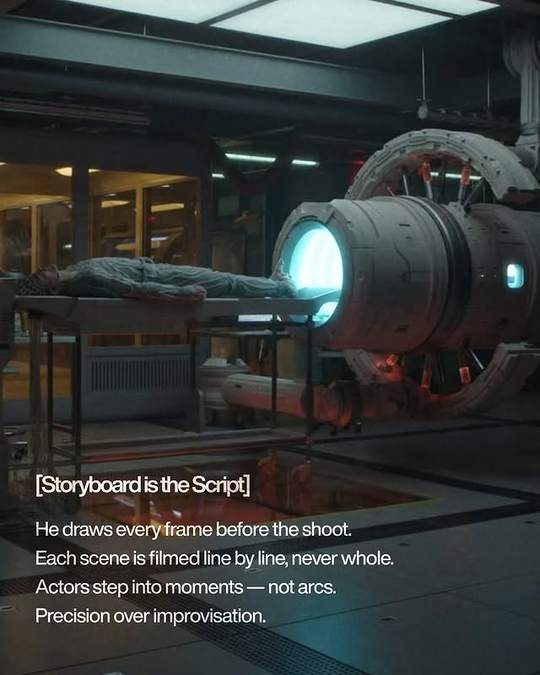 [Storyboard is the Script]
He draws every frame before the shoot.
Each scene is filmed line by line, never whole.
Actors step into moments — not arcs.
Precision over improvisation.